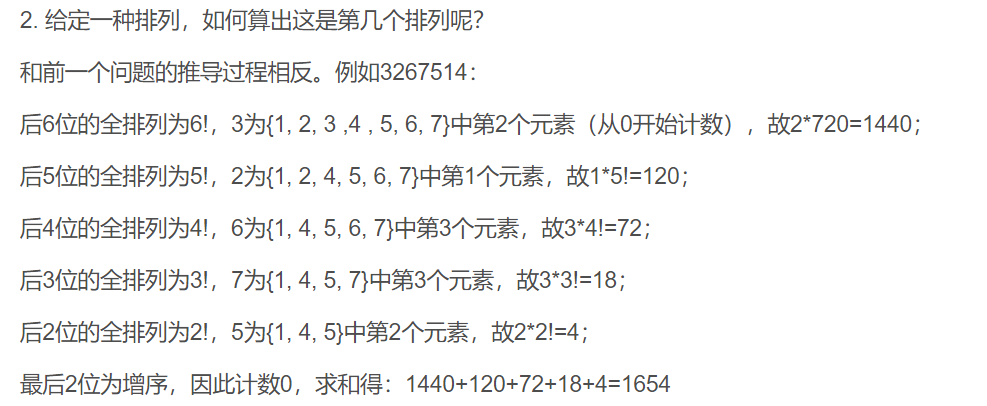 2. 给定一种排列，如何算出这是第几个排列呢？
和前一个问题的推导过程相反。例如3267514：
后6位的全排列为6!，3为{1, 2, 3 ,4 , 5, 6, 7}中第2个元素（从0开始计数），故2*720=1440；
后5位的全排列为5!，2为{1, 2, 4, 5, 6, 7}中第1个元素，故1*5!=120；
后4位的全排列为4!，6为{1, 4, 5, 6, 7}中第3个元素，故3*4!=72；
后3位的全排列为3!，7为{1, 4, 5, 7}中第3个元素，故3*3!=18；
后2位的全排列为2!，5为{1, 4, 5}中第2个元素，故2*2!=4；
最后2位为增序，因此计数0，求和得：1440+120+72+18+4=1654